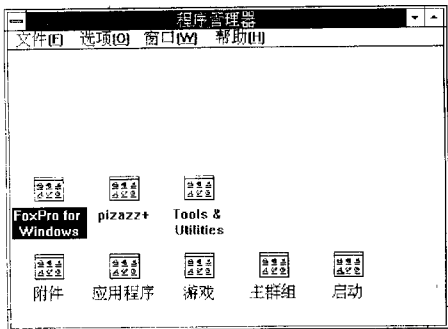 程序管理器
文件(F) 选项(O) 窗口(W) 帮助(H)
FoxPro for Windows pizazz+ Tools & Utilities
附件 应用程序 游戏 主群组 启动